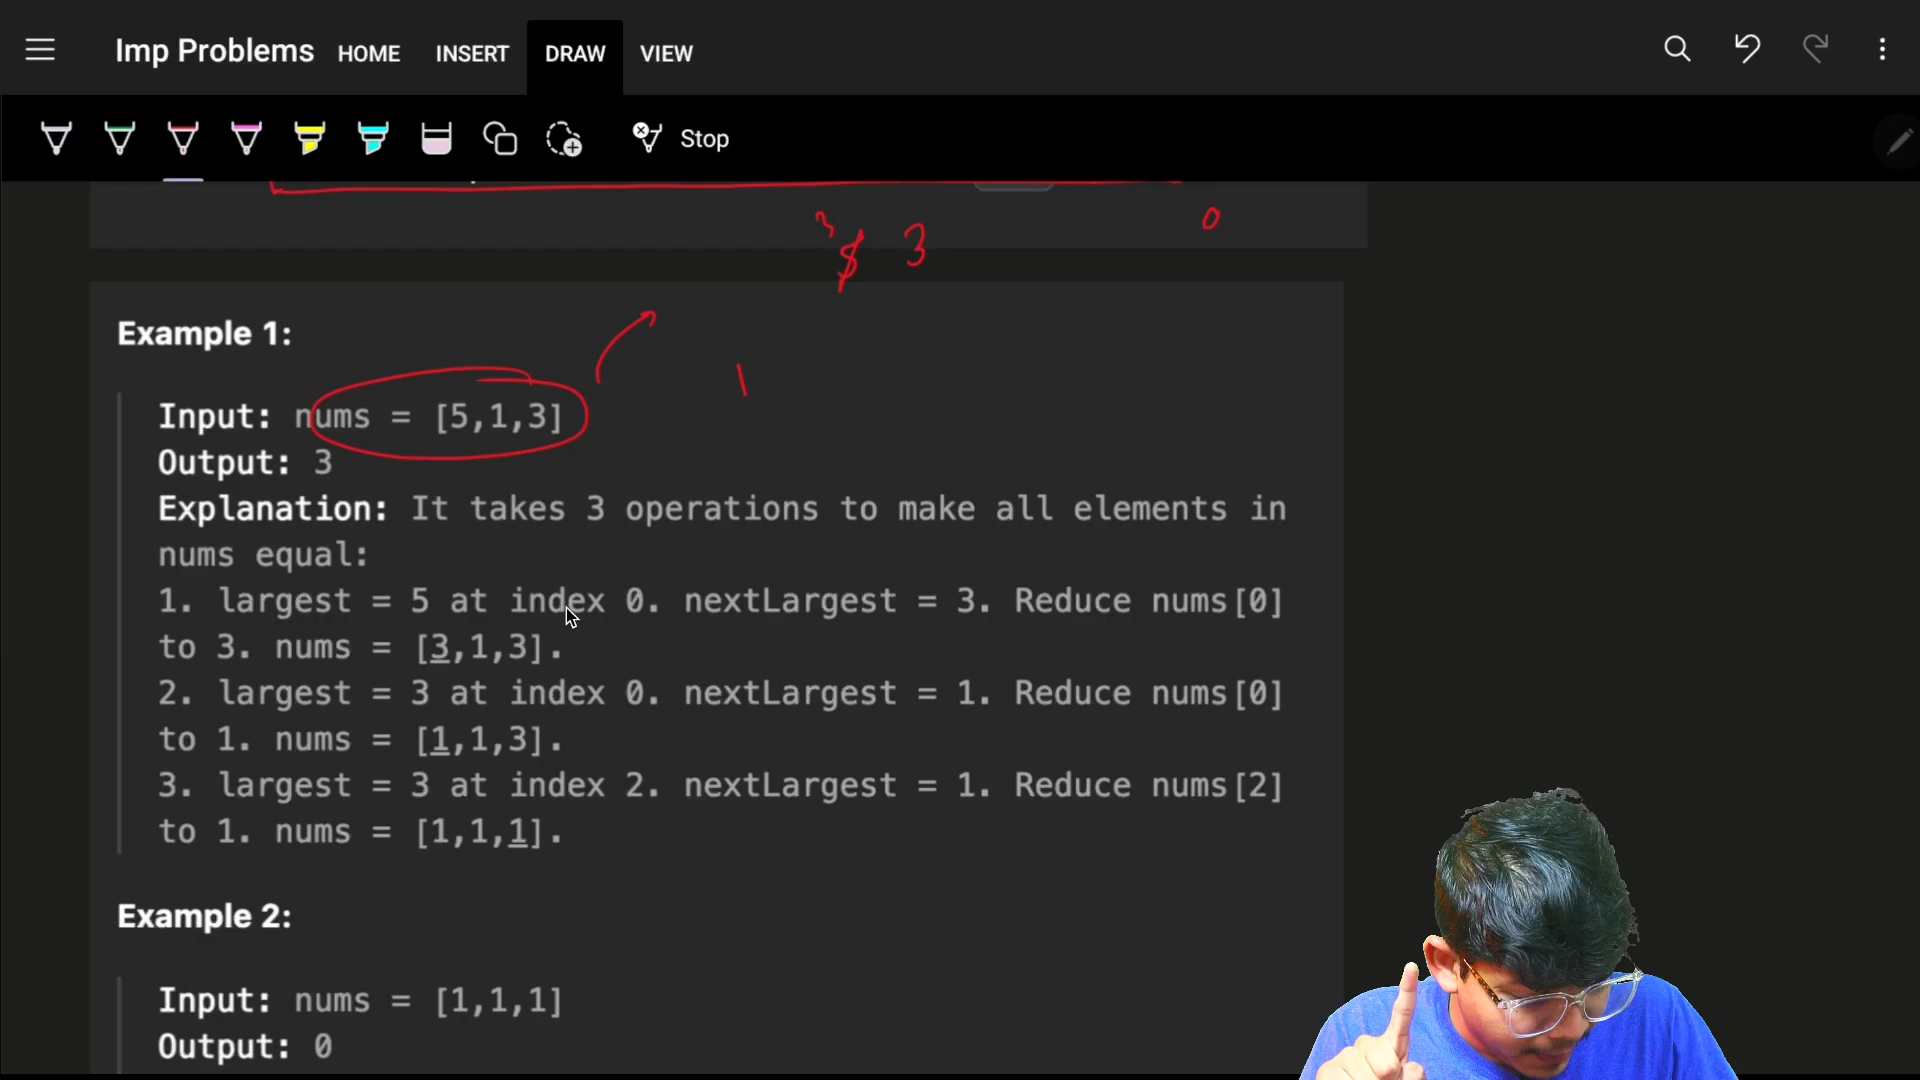 Imp Problems HOME INSERT DRAW VIEW
Stop
3 0
5 3
Example 1:
1
Input: nums = [5,1,3]
Output: 3
Explanation: It takes 3 operations to make all elements in
nums equal:
1. largest = 5 at index 0. nextLargest = 3. Reduce nums[0]
to 3. nums = [3,1,3].
2. largest = 3 at index 0. nextLargest = 1. Reduce nums[0]
to 1. nums = [1,1,3].
3. largest = 3 at index 2. nextLargest = 1. Reduce nums[2]
to 1. nums = [1,1,1].
Example 2:
Input: nums = [1,1,1]
Output: 0